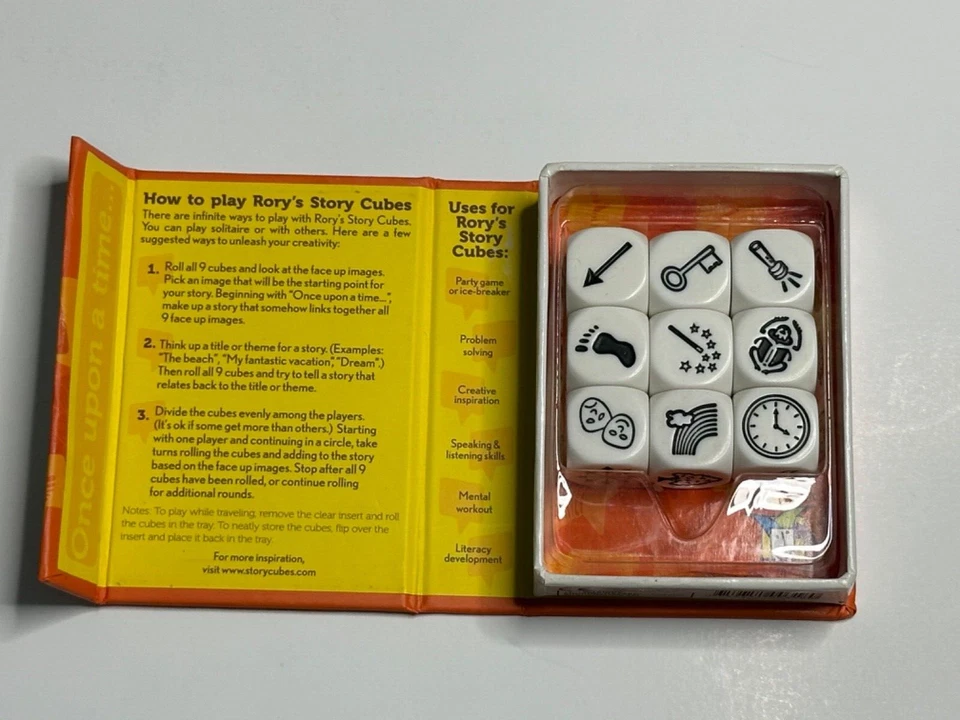 Once upon a time...
How to play Rory's Story Cubes
There are infinite ways to play with Rory's Story Cubes.
You can play solitaire or with others. Here are a few
suggested ways to unleash your creativity:
1. Roll all 9 cubes and look at the face up images.
Pick an image that will be the starting point for
your story. Beginning with "Once upon a time...",
make up a story that somehow links together all
9 face up images.
2. Think up a title or theme for a story. (Examples:
"The beach", "My fantastic vacation", "Dream".)
Then roll all 9 cubes and try to tell a story that
relates back to the title or theme.
3. Divide the cubes evenly among the players.
(It's ok if some get more than others.) Starting
with one player and continuing in a circle, take
turns rolling the cubes and adding to the story
based on the face up images. Stop after all 9
cubes have been rolled, or continue rolling
for additional rounds.
Notes: To play while traveling, remove the clear insert and roll
the cubes in the tray. To neatly store the cubes, flip over the
insert and place it back in the tray.
For more inspiration,
visit www.storycubes.com
Uses for
Rory's
Story
Cubes:
Party game
or ice-breaker
Problem
solving
Creative
inspiration
Speaking &
listening skills
Mental
workout
Literacy
development